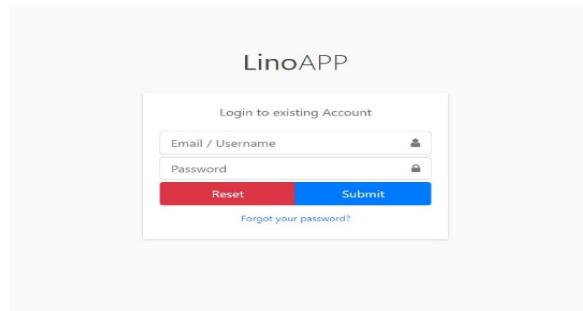 LinoAPP
Login to existing Account
Email / Username
Password
Reset Submit
Forgot your password?